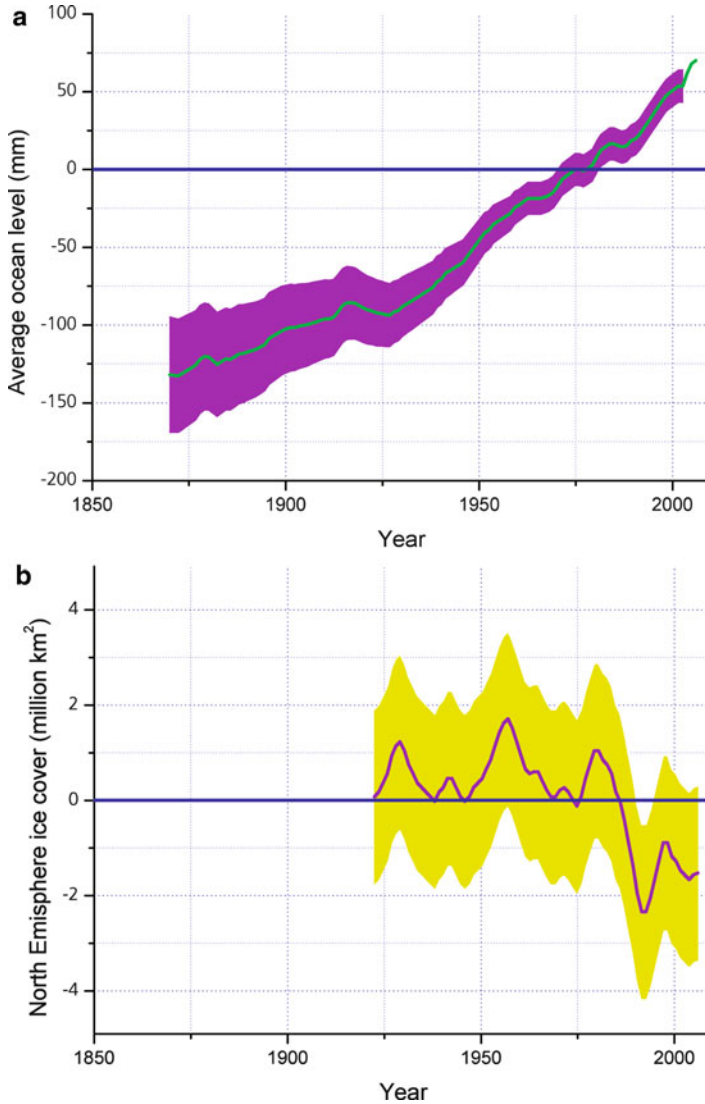 a
100
50
0
-50
-100
-150
-200
Average ocean level (mm)
1850 1900 1950 2000
Year
b
4
2
0
-2
-4
North Emisphere ice cover (million km²)
1850 1900 1950 2000
Year